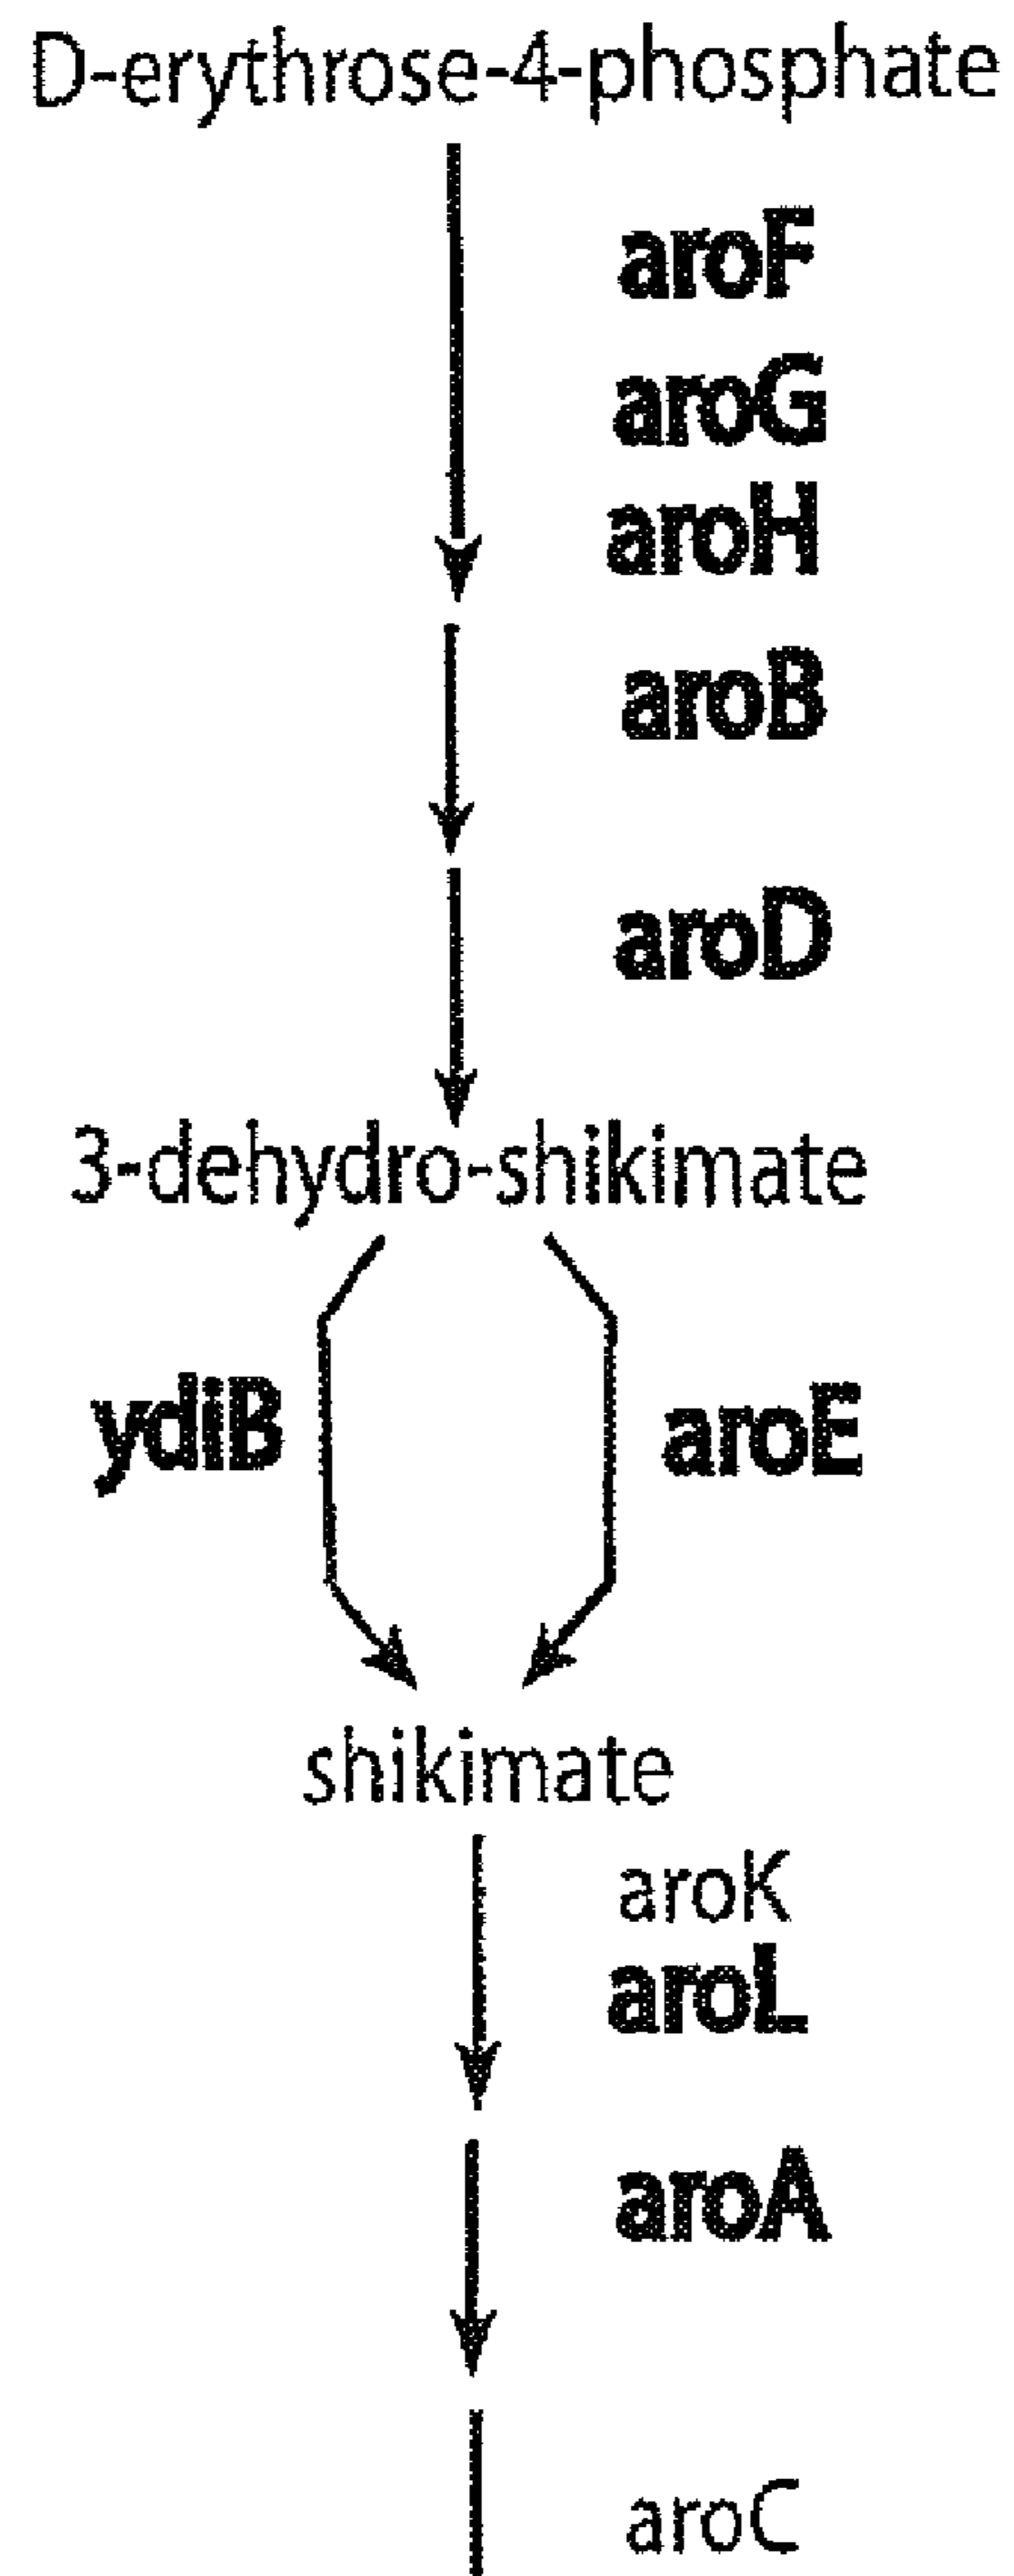 D-erythrose-4-phosphate
aroF
aroG
aroH
aroB
aroD
3-dehydro-shikimate
ydiB aroE
shikimate
aroK
aroL
aroA
aroC